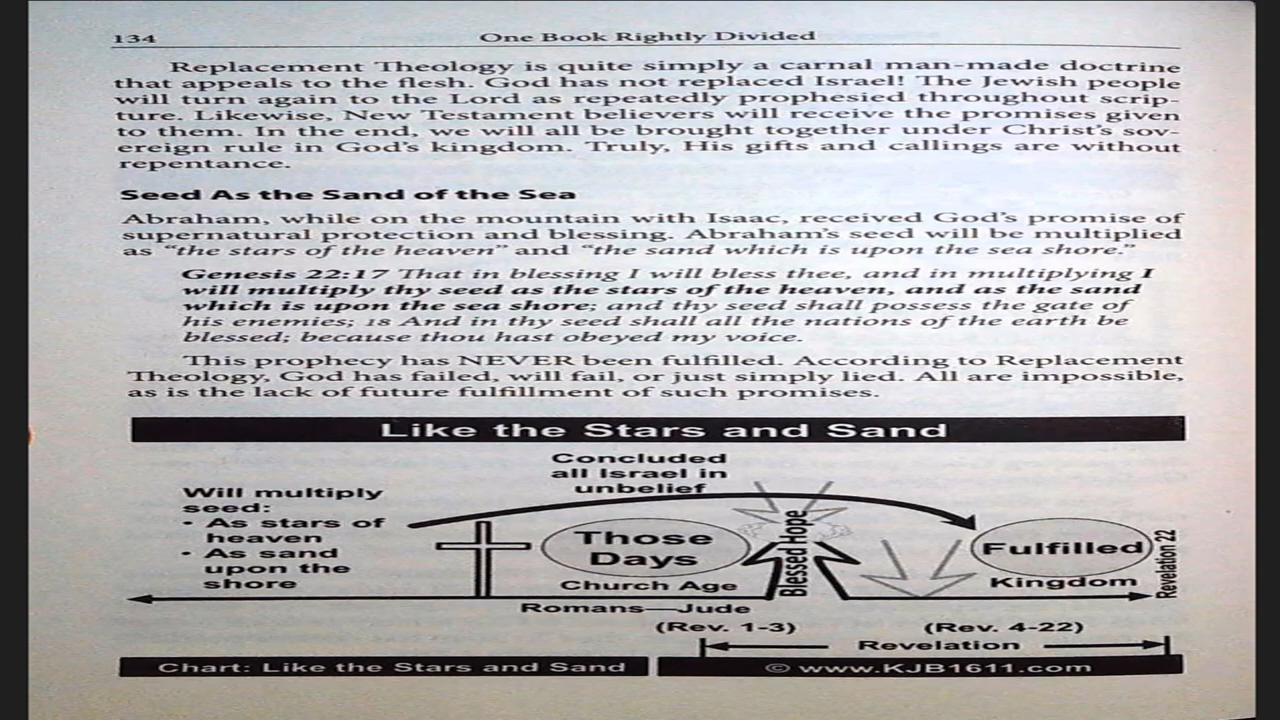 134
One Book Rightly Divided
Replacement Theology is quite simply a carnal man-made doctrine
that appeals to the flesh. God has not replaced Israel! The Jewish people
will turn again to the Lord as repeatedly prophesied throughout scrip-
ture. Likewise, New Testament believers will receive the promises given
to them. In the end, we will all be brought together under Christ's sov-
ereign rule in God's kingdom. Truly, His gifts and callings are without
repentance.
Seed As the Sand of the Sea
Abraham, while on the mountain with Isaac, received God's promise of
supernatural protection and blessing. Abraham's seed will be multiplied
as "the stars of the heaven" and "the sand which is upon the sea shore,"
Genesis 22:17 That in blessing I will bless thee, and in multiplying I
will multiply thy seed as the stars of the heaven, and as the sand
which is upon the sea shore; and thy seed shall possess the gate of
his enemies; 18 And in thy seed shall all the nations of the earth be
blessed; because thou hast obeyed my voice.
This prophecy has NEVER been fulfilled. According to Replacement
Theology, God has failed, will fail, or just simply lied. All are impossible,
as is the lack of future fulfillment of such promises.
Like the Stars and Sand
Concluded
all Israel in
unbelief
Will multiply
seed:
• As stars of
heaven
• As sand
upon the
shore
Those
Days
Church Age
Blessed Hope
Fulfilled
Kingdom
Revelation 22
Romans—Jude
(Rev. 1-3)
(Rev. 4-22)
Revelation
Chart: Like the Stars and Sand
© www.KJB1611.com